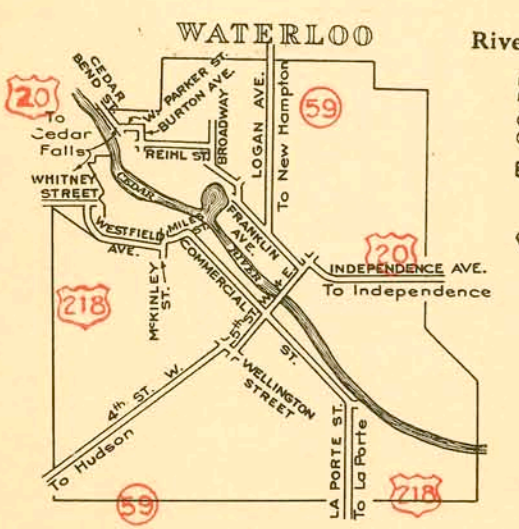 WATERLOO
Rive
CEDAR
BEND ST.
W. PARKER ST.
BURTON AVE.
20
To
Cedar
Falls
59
BROADWAY
LOGAN AVE.
To New Hampton
REIHL ST.
WHITNEY
STREET
CEDAR
RIVER
WESTFIELD
AVE.
MILES
ST.
FRANKLIN
AVE.
20
INDEPENDENCE AVE.
To Independence
McKINLEY
ST.
COMMERCIAL
ST.
218
W
E
5th ST.
WELLINGTON
STREET
4th ST. W.
To Hudson
LA PORTE ST.
To La Porte
59
218